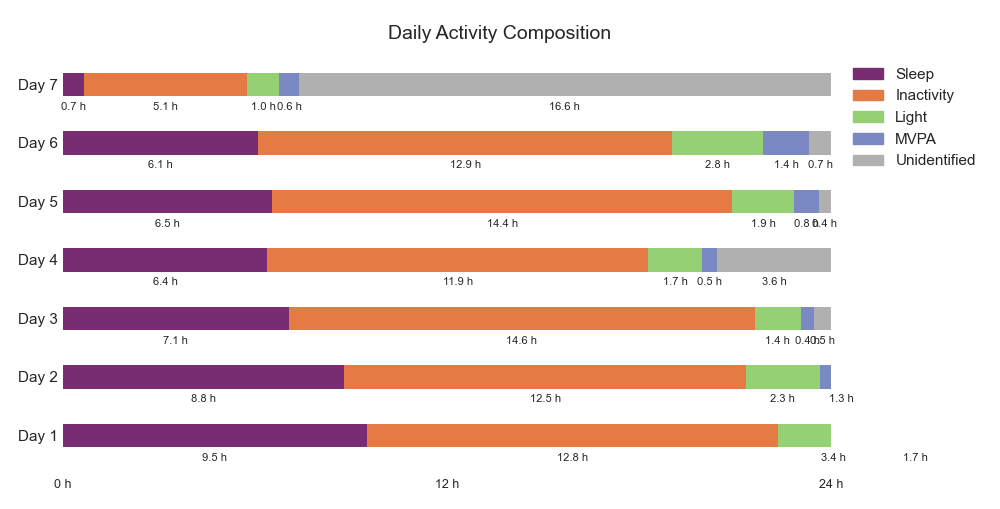 Daily Activity Composition
Day 7
0.7 h 5.1 h 1.0 h 0.6 h 16.6 h
Day 6
6.1 h 12.9 h 2.8 h 1.4 h 0.7 h
Day 5
6.5 h 14.4 h 1.9 h 0.8 h 0.4 h
Day 4
6.4 h 11.9 h 1.7 h 0.5 h 3.6 h
Day 3
7.1 h 14.6 h 1.4 h 0.4 h 0.5 h
Day 2
8.8 h 12.5 h 2.3 h 1.3 h
Day 1
9.5 h 12.8 h 3.4 h 1.7 h
0 h 12 h 24 h
Sleep
Inactivity
Light
MVPA
Unidentified